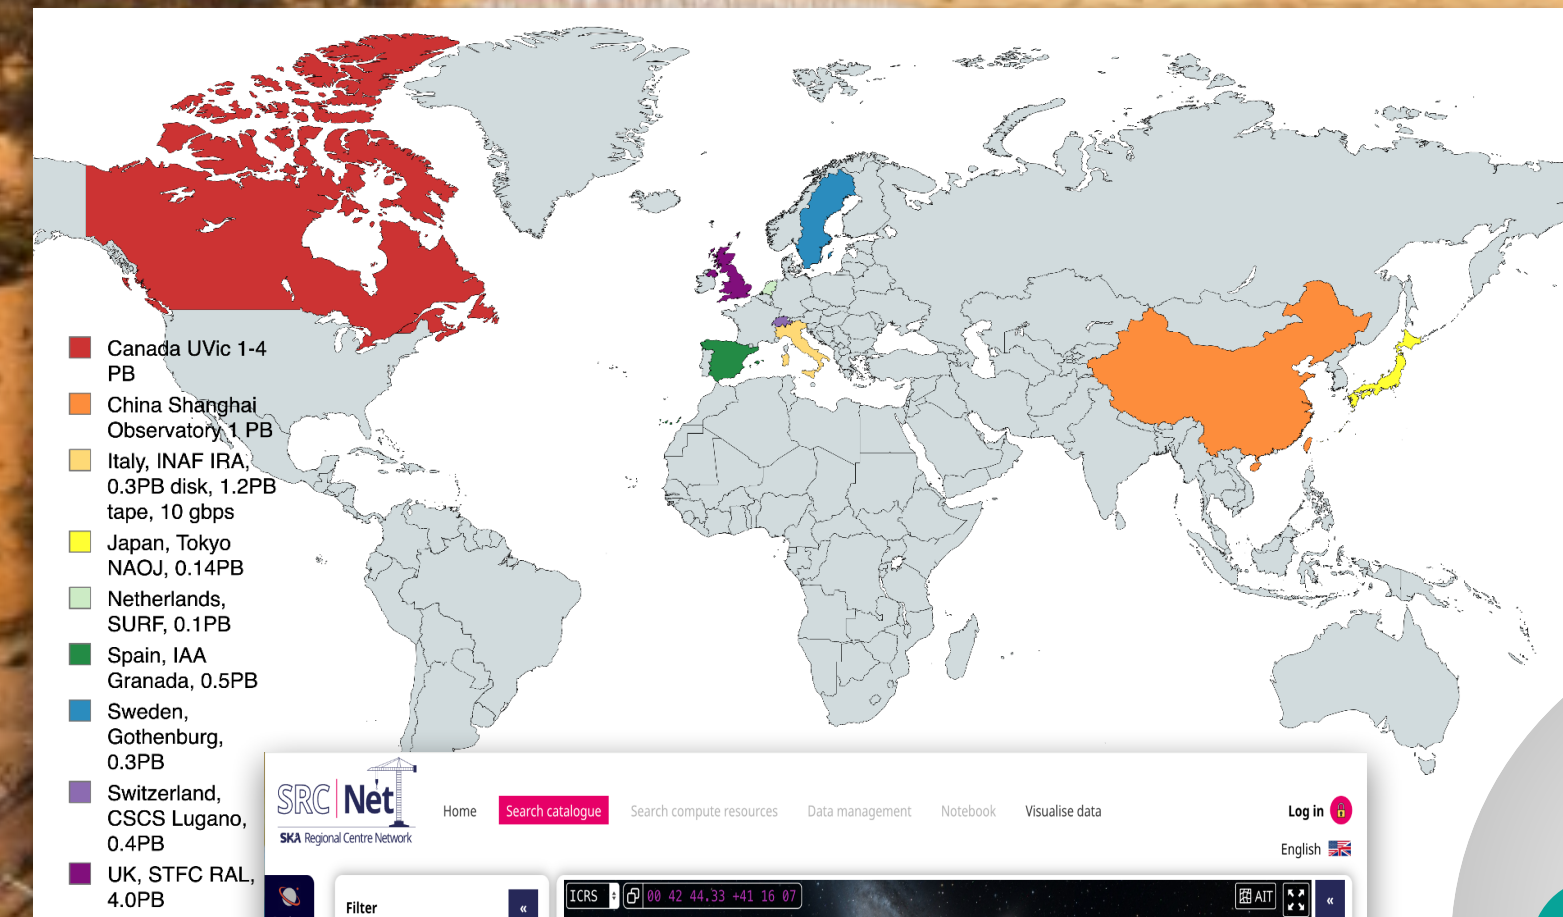 Canada UVic 1-4
PB
China Shanghai
Observatory 1 PB
Italy, INAF IRA,
0.3PB disk, 1.2PB
tape, 10 gbps
Japan, Tokyo
NAOJ, 0.14PB
Netherlands,
SURF, 0.1PB
Spain, IAA
Granada, 0.5PB
Sweden,
Gothenburg,
0.3PB
Switzerland,
CSCS Lugano,
0.4PB
UK, STFC RAL,
4.0PB
SRC Net
SKA Regional Centre Network
Home Search catalogue Search compute resources Data management Notebook Visualise data Log in
English
Filter «
ICRS 00 42 44.33 +41 16 07 AIT «